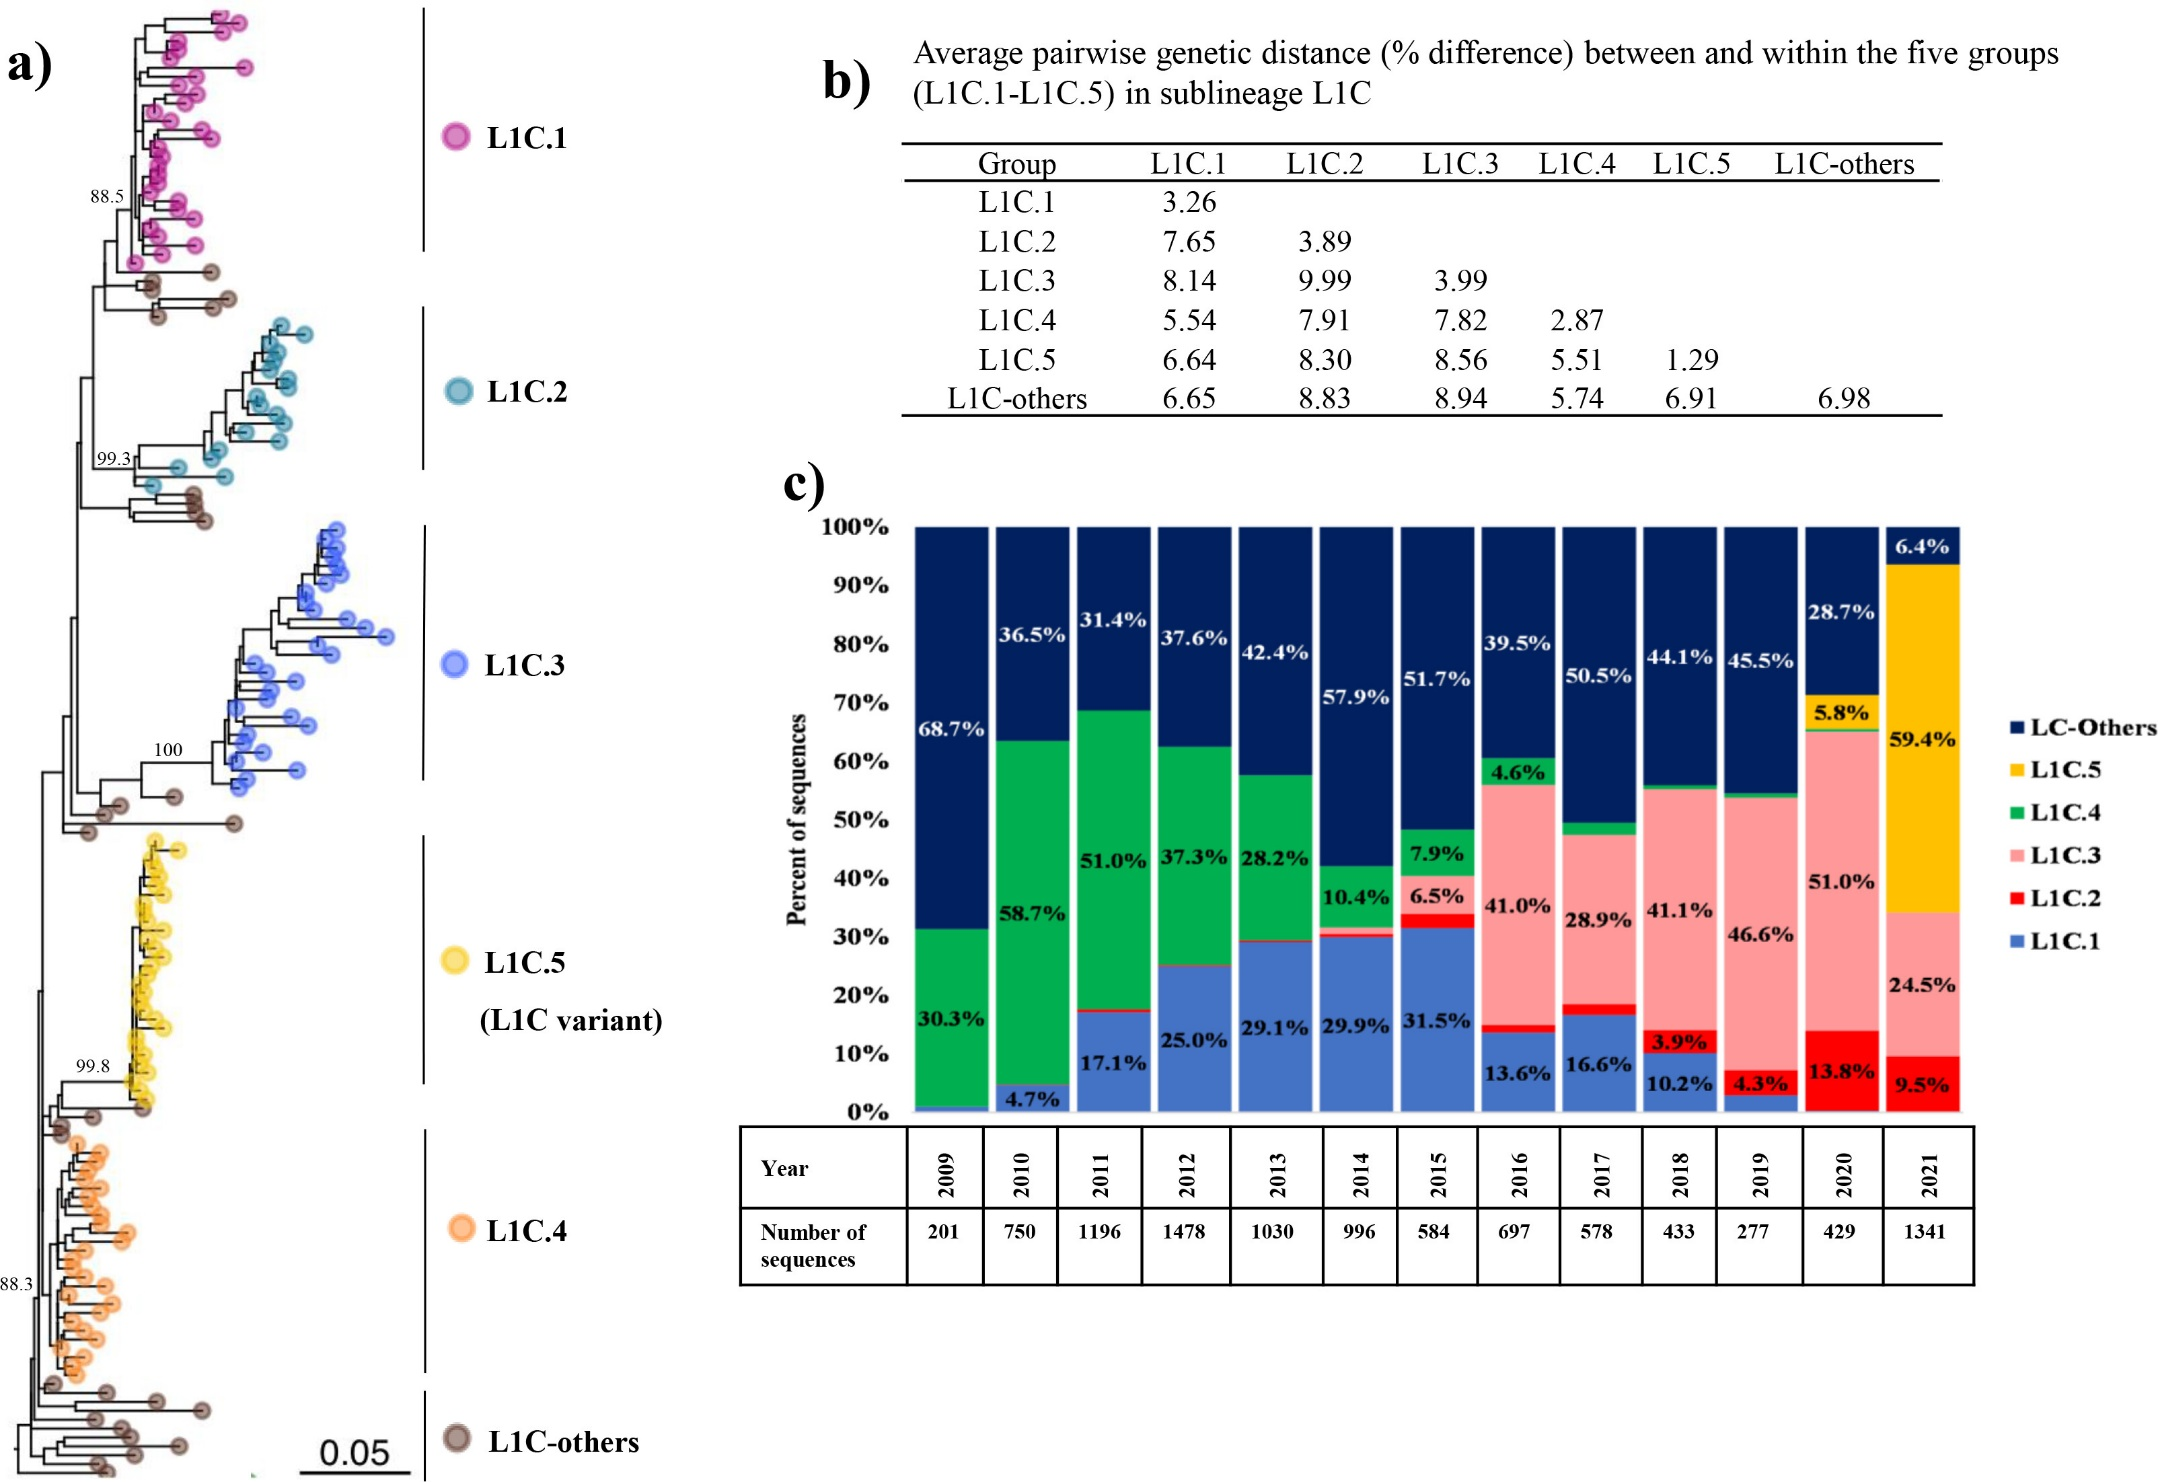 a)
L1C.1
88.5
L1C.2
99.3
L1C.3
100
L1C.5
(L1C variant)
99.8
L1C.4
88.3
L1C-others
0.05
b)
Average pairwise genetic distance (% difference) between and within the five groups
(L1C.1-L1C.5) in sublineage L1C
Group L1C.1 L1C.2 L1C.3 L1C.4 L1C.5 L1C-others
L1C.1 3.26
L1C.2 7.65 3.89
L1C.3 8.14 9.99 3.99
L1C.4 5.54 7.91 7.82 2.87
L1C.5 6.64 8.30 8.56 5.51 1.29
L1C-others 6.65 8.83 8.94 5.74 6.91 6.98
c)
Percent of sequences
100%
90%
80%
70%
60%
50%
40%
30%
20%
10%
0%
68.7%
30.3%
36.5%
58.7%
4.7%
31.4%
51.0%
17.1%
37.6%
37.3%
25.0%
42.4%
28.2%
29.1%
57.9%
10.4%
29.9%
51.7%
7.9%
6.5%
31.5%
39.5%
4.6%
41.0%
13.6%
50.5%
28.9%
16.6%
44.1%
41.1%
3.9%
10.2%
45.5%
46.6%
4.3%
28.7%
5.8%
51.0%
13.8%
6.4%
59.4%
24.5%
9.5%
LC-Others
L1C.5
L1C.4
L1C.3
L1C.2
L1C.1
Year 2009 2010 2011 2012 2013 2014 2015 2016 2017 2018 2019 2020 2021
Number of 201 750 1196 1478 1030 996 584 697 578 433 277 429 1341
sequences